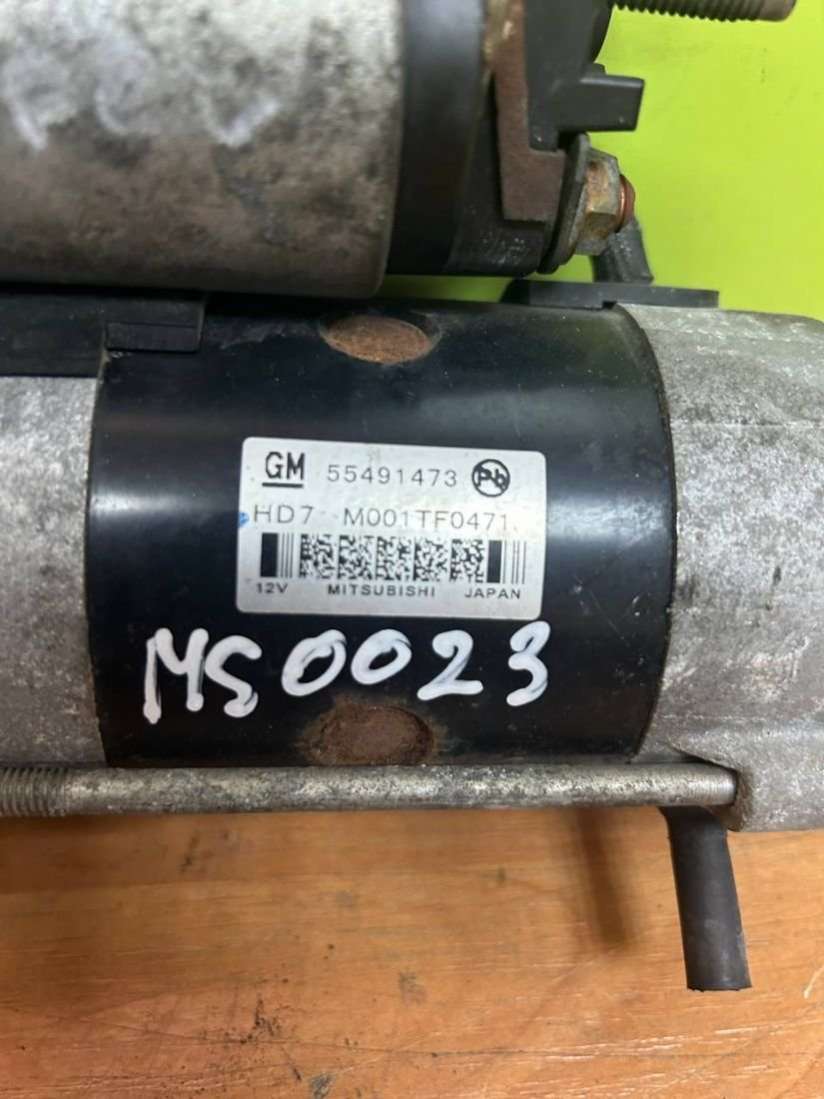 GM 55491473 Pb
HD7 M001TF0471
12V MITSUBISHI JAPAN
MS0023